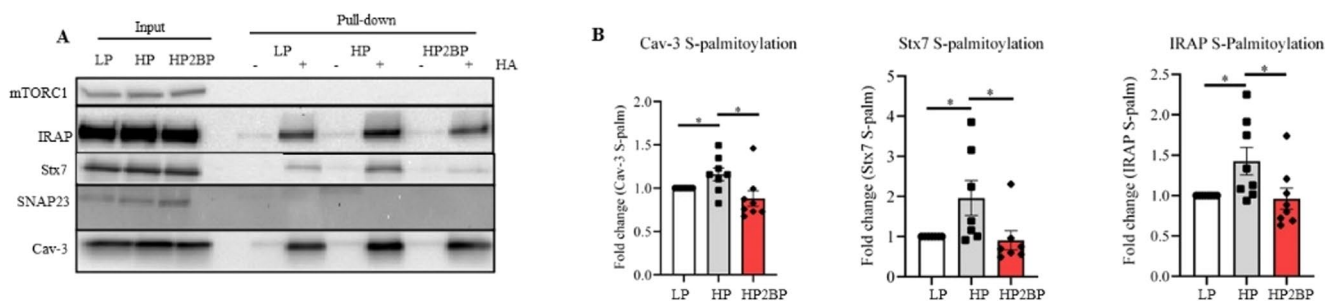 A
Input
Pull-down
LP HP HP2BP
LP HP HP2BP
- + - + - + HA
mTORC1
IRAP
Stx7
SNAP23
Cav-3
B
Cav-3 S-palmitoylation
Fold change (Cav-3 S-palm)
2.0
1.5
1.0
0.5
0.0
*
*
LP HP HP2BP
Stx7 S-palmitoylation
Fold change (Stx7 S-palm)
5
4
3
2
1
0
*
*
LP HP HP2BP
IRAP S-Palmitoylation
Fold change (IRAP S-palm)
2.5
2.0
1.5
1.0
0.5
0.0
*
*
LP HP HP2BP